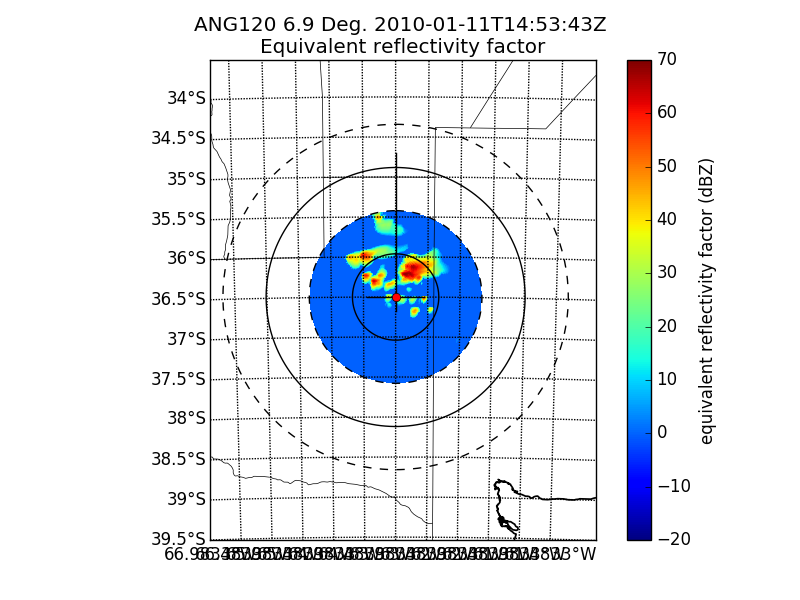 ANG120 6.9 Deg. 2010-01-11T14:53:43Z
Equivalent reflectivity factor
34°S
34.5°S
35°S
35.5°S
36°S
36.5°S
37°S
37.5°S
38°S
38.5°S
39°S
39.5°S
70
60
50
40
30
20
10
0
−10
−20
equivalent reflectivity factor (dBZ)